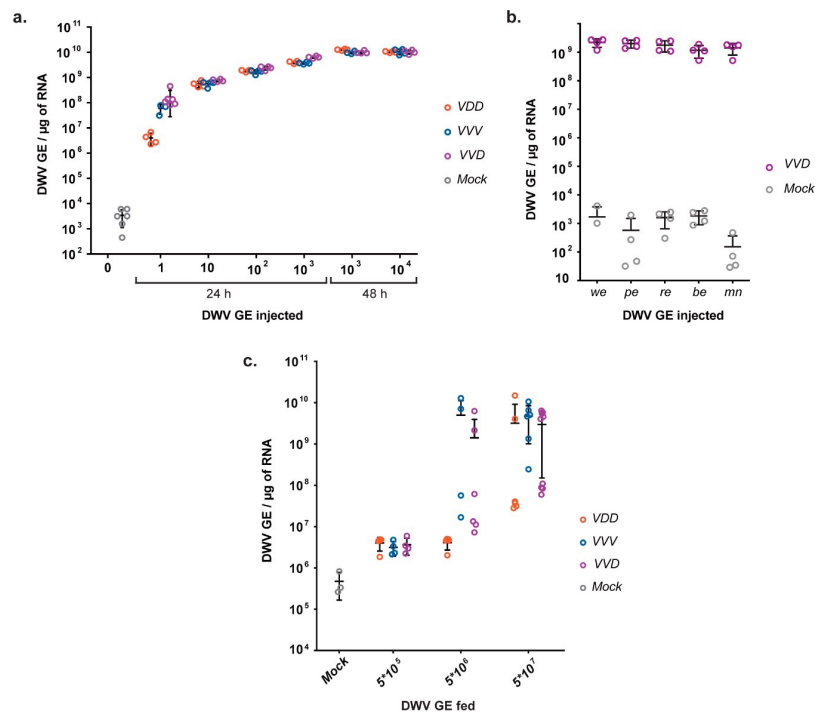 a.
DWV GE / µg of RNA
10^11
10^10
10^9
10^8
10^7
10^6
10^5
10^4
10^3
10^2
0 1 10 10^2 10^3 10^3 10^4
24 h 48 h
DWV GE injected
VDD
VVV
VVD
Mock
b.
DWV GE / µg of RNA
10^9
10^8
10^7
10^6
10^5
10^4
10^3
10^2
10
we pe re be mn
DWV GE injected
VVD
Mock
c.
DWV GE / µg of RNA
10^11
10^10
10^9
10^8
10^7
10^6
10^5
10^4
Mock 5*10^5 5*10^6 5*10^7
DWV GE fed
VDD
VVV
VVD
Mock